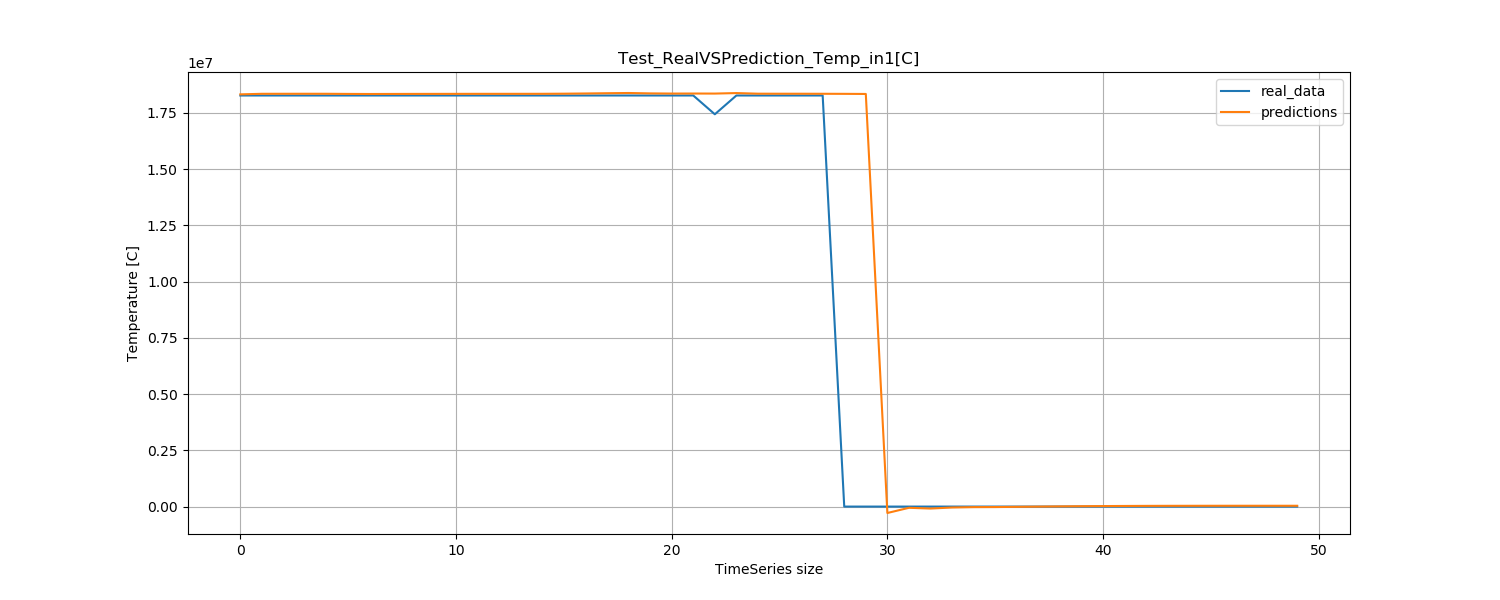 Test_RealVSPrediction_Temp_in1[C]
1e7
real_data
predictions
1.75
1.50
1.25
1.00
0.75
0.50
0.25
0.00
Temperature [C]
0 10 20 30 40 50
TimeSeries size